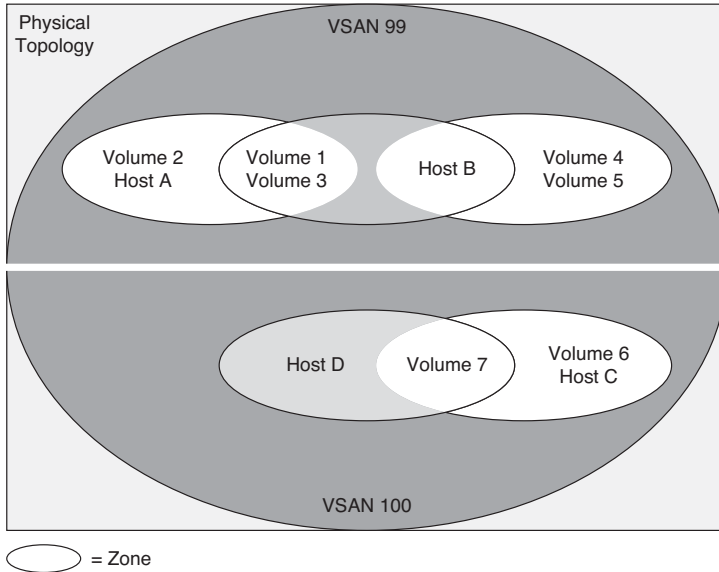 Physical
Topology
VSAN 99
Volume 2
Host A
Volume 1
Volume 3
Host B
Volume 4
Volume 5
Host D
Volume 7
Volume 6
Host C
VSAN 100
= Zone